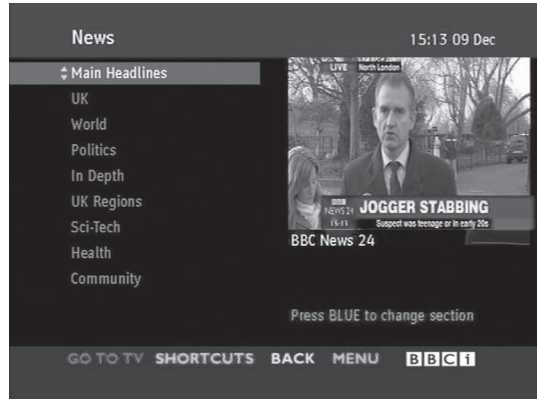 News
15:13 09 Dec
Main Headlines
UK
World
Politics
In Depth
UK Regions
Sci-Tech
Health
Community
LIVE North London
BBC
NEWS 24 JOGGER STABBING
15:13 Suspect was teenage or in early 20s
BBC News 24
Press BLUE to change section
GO TO TV SHORTCUTS BACK MENU BBCi